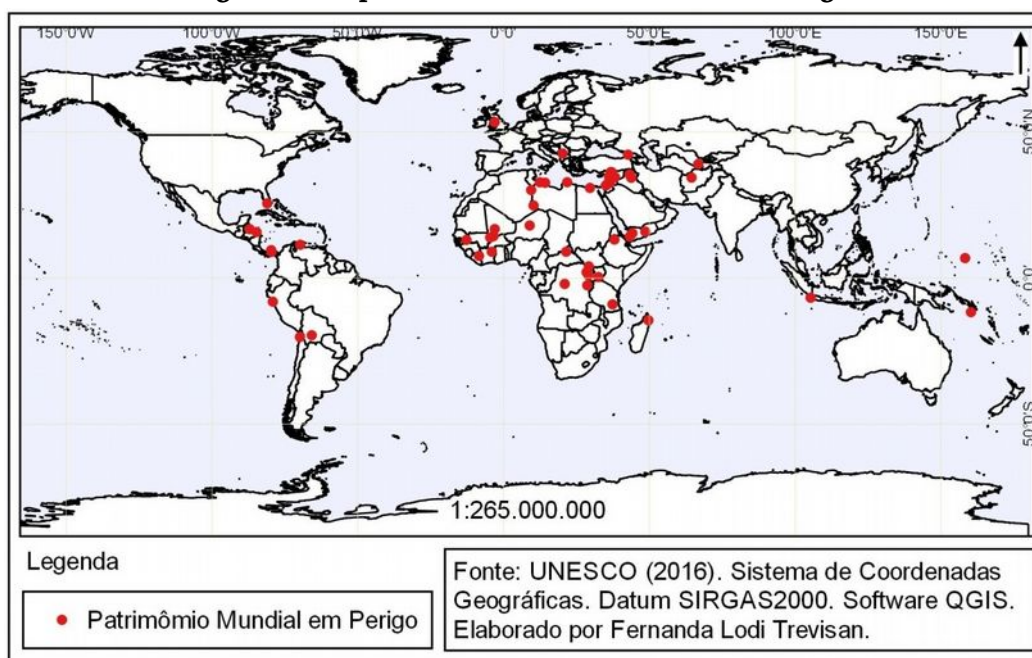 150°0'W 100°0'W 50°0'W 0°0' 50°0'E 100°0'E 150°0'E
50°0'N
0°0'
50°0'S
1:265.000.000
Legenda
Patrimômio Mundial em Perigo
Fonte: UNESCO (2016). Sistema de Coordenadas
Geográficas. Datum SIRGAS2000. Software QGIS.
Elaborado por Fernanda Lodi Trevisan.